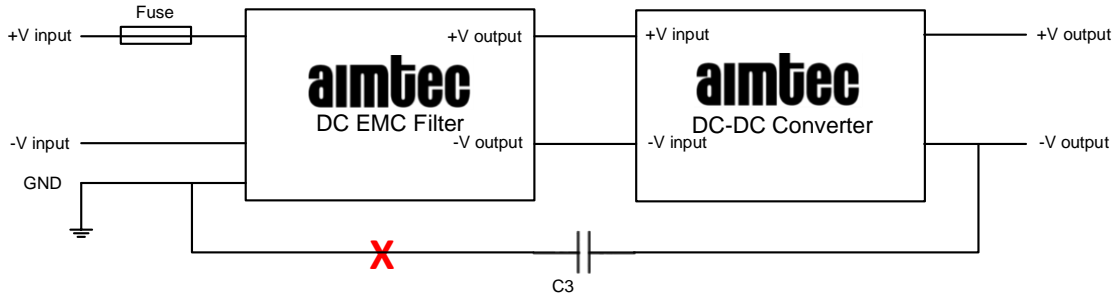 Fuse
+V input
+V output
+V input
+V output
aimtec
DC EMC Filter
aimtec
DC-DC Converter
-V input
-V output
-V input
-V output
GND
X
C3